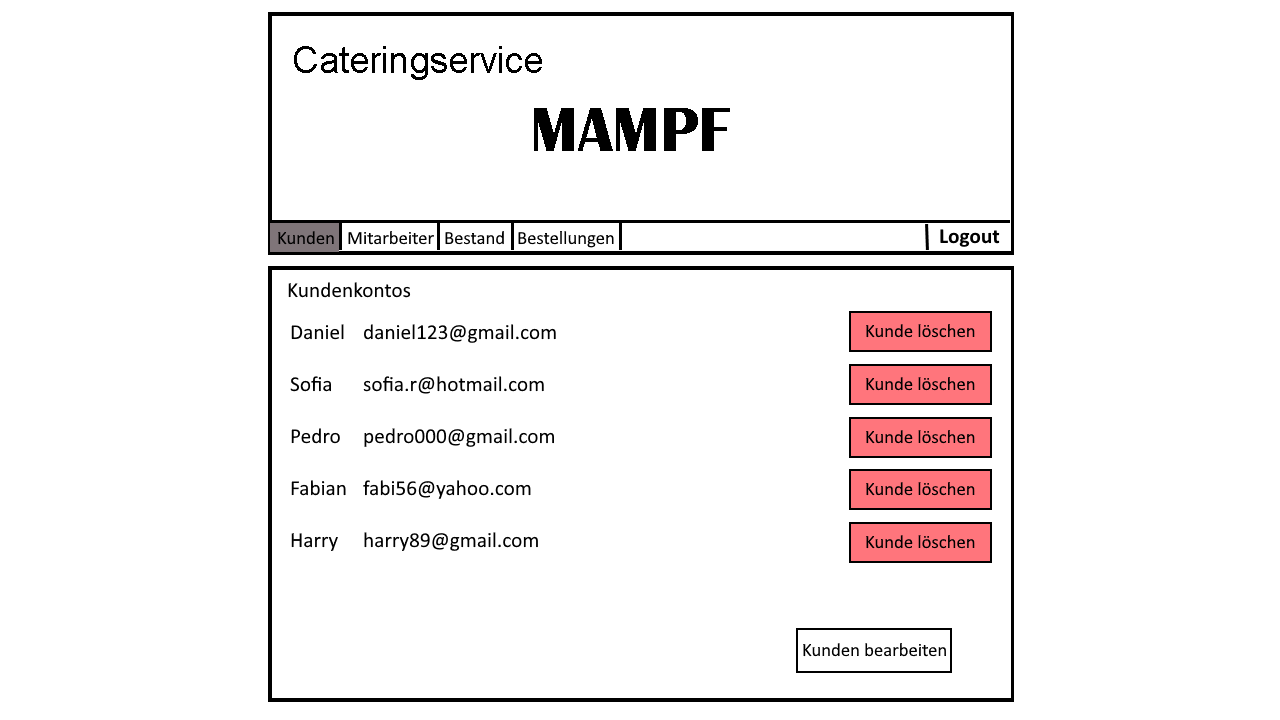 Cateringservice
MAMPF
Kunden Mitarbeiter Bestand Bestellungen Logout
Kundenkontos
Daniel daniel123@gmail.com Kunde löschen
Sofia sofia.r@hotmail.com Kunde löschen
Pedro pedro000@gmail.com Kunde löschen
Fabian fabi56@yahoo.com Kunde löschen
Harry harry89@gmail.com Kunde löschen
Kunden bearbeiten